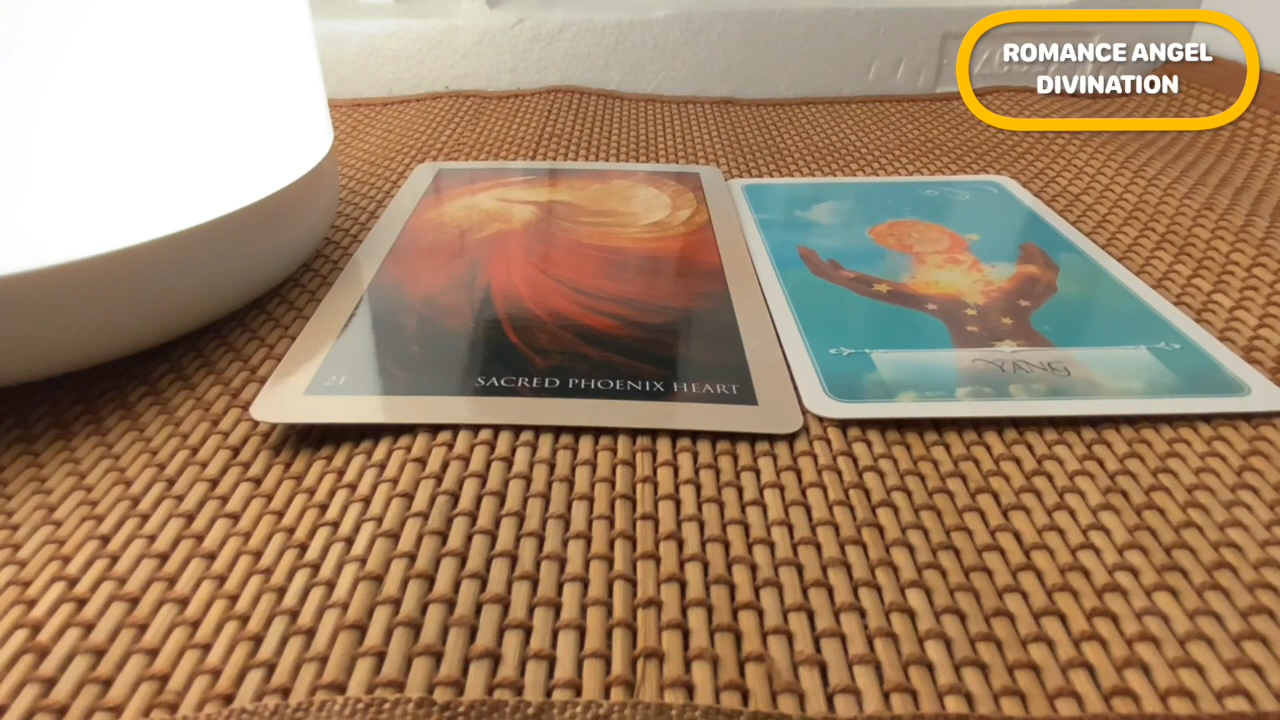 ROMANCE ANGEL
DIVINATION
21
SACRED PHOENIX HEART
YANG